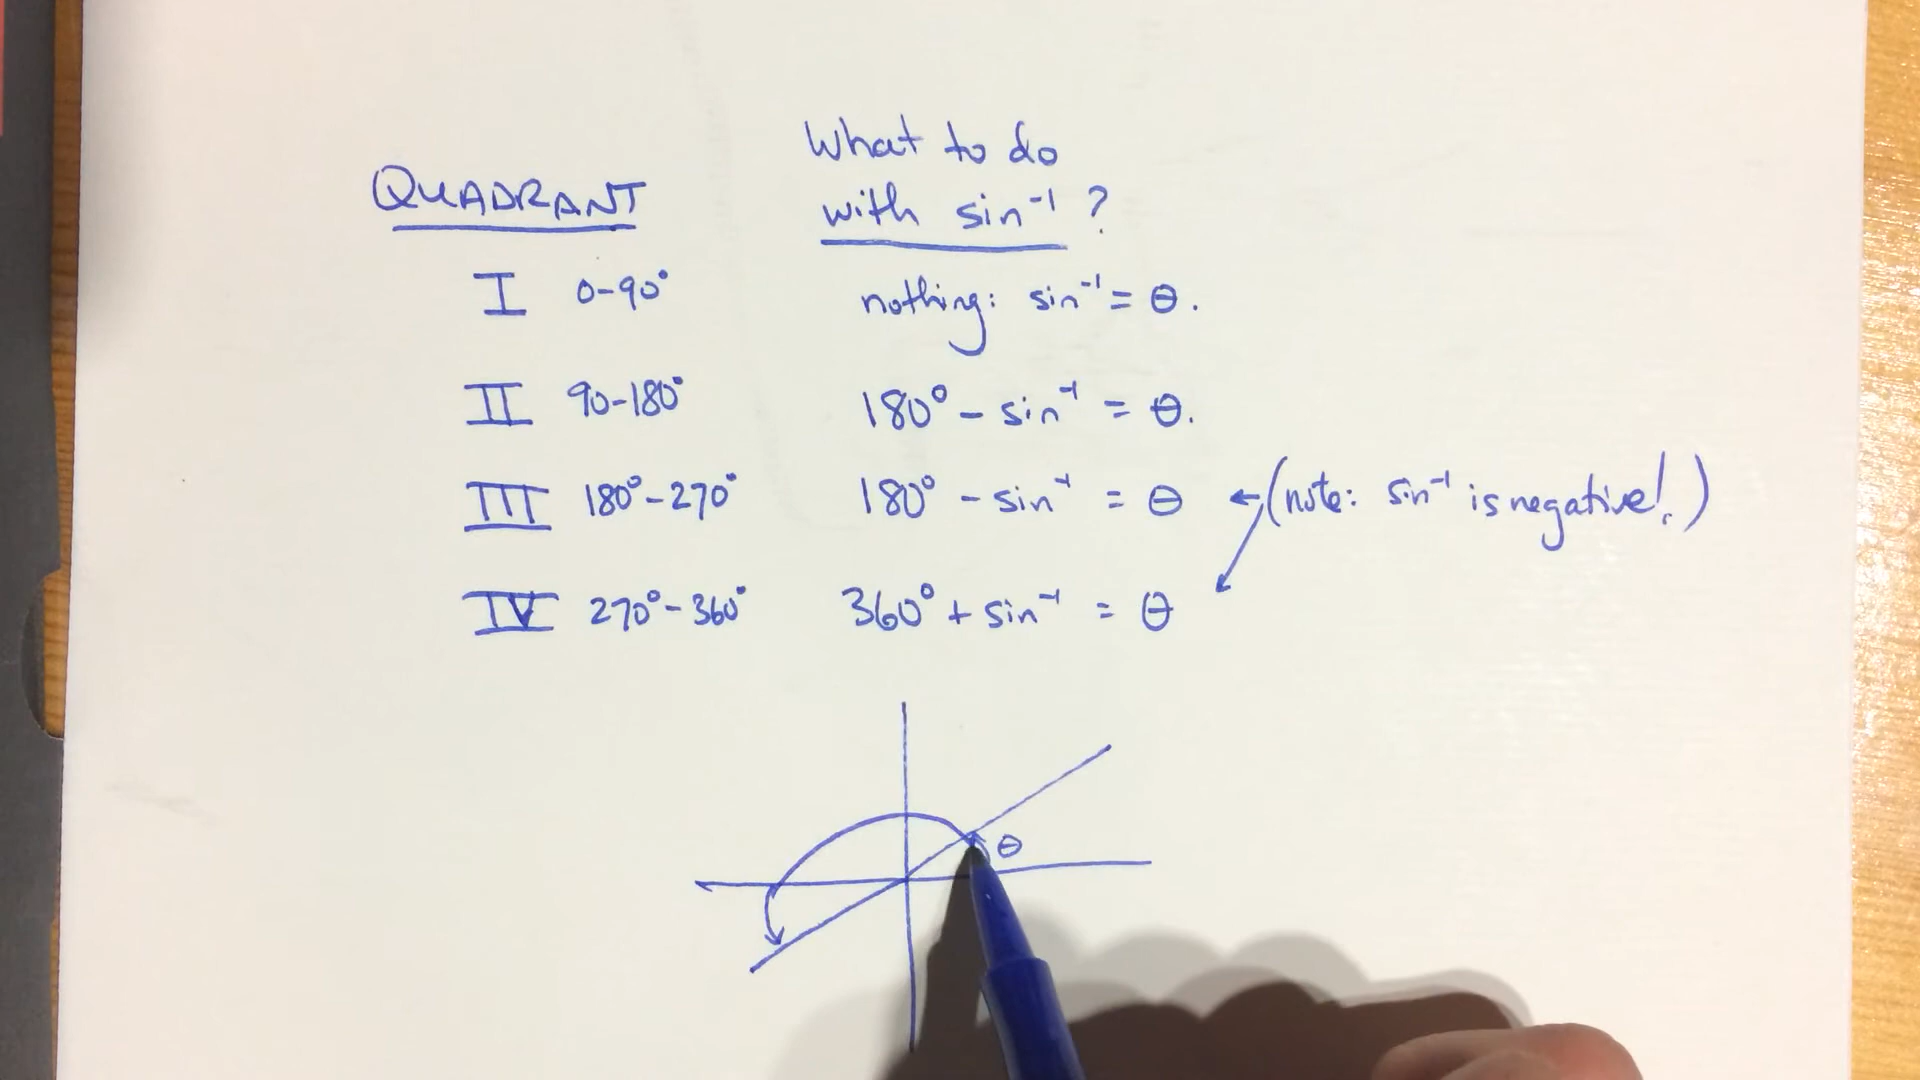 What to do
QUADRANT with sin⁻¹ ?
I 0-90° nothing: sin⁻¹ = θ.
II 90-180° 180° - sin⁻¹ = θ.
III 180°-270° 180° - sin⁻¹ = θ ←(note: sin⁻¹ is negative!)
IV 270°-360° 360° + sin⁻¹ = θ
θ